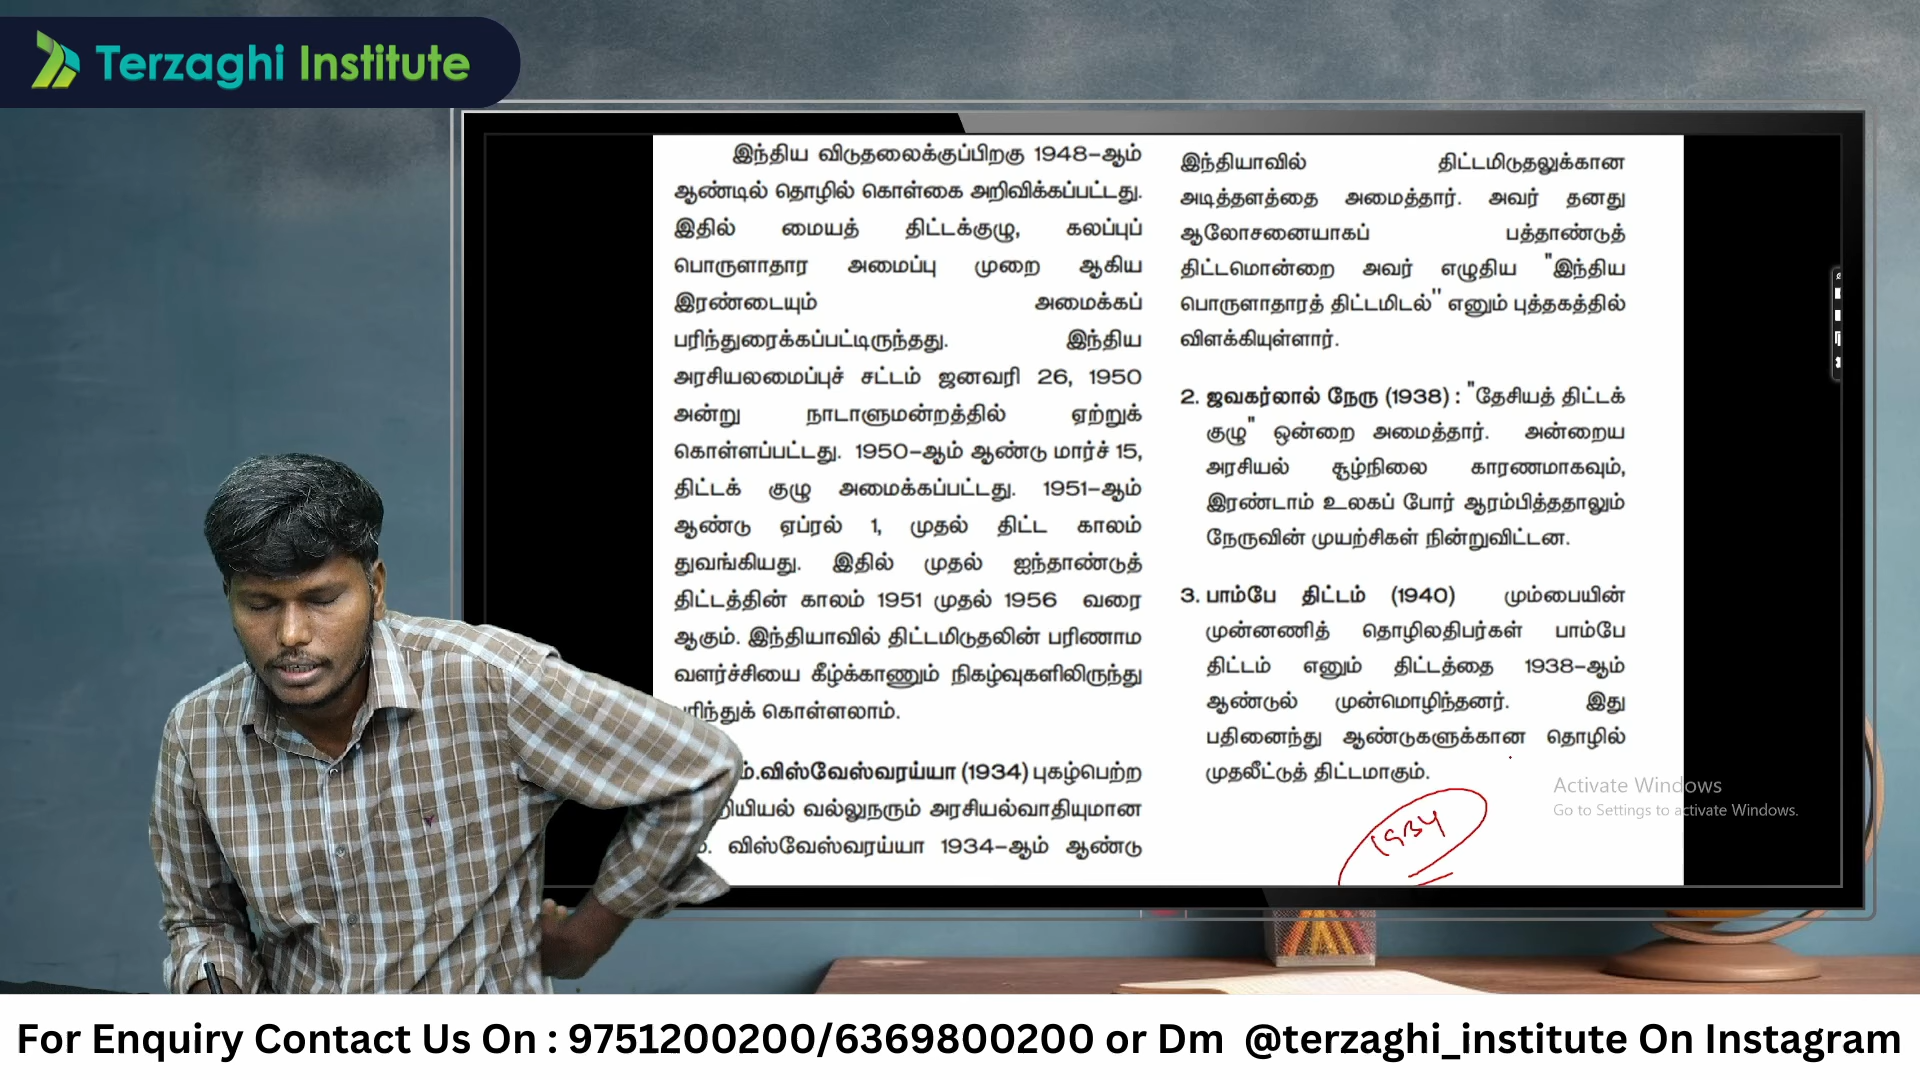 Terzaghi Institute
இந்திய விடுதலைக்குப்பிறகு 1948–ஆம்
ஆண்டில் தொழில் கொள்கை அறிவிக்கப்பட்டது.
இதில் மையத் திட்டக்குழு, கலப்புப்
பொருளாதார அமைப்பு முறை ஆகிய
இரண்டையும் அமைக்கப்
பரிந்துரைக்கப்பட்டிருந்தது. இந்திய
அரசியலமைப்புச் சட்டம் ஜனவரி 26, 1950
அன்று நாடாளுமன்றத்தில் ஏற்றுக்
கொள்ளப்பட்டது. 1950–ஆம் ஆண்டு மார்ச் 15,
திட்டக் குழு அமைக்கப்பட்டது. 1951–ஆம்
ஆண்டு ஏப்ரல் 1, முதல் திட்ட காலம்
துவங்கியது. இதில் முதல் ஐந்தாண்டுத்
திட்டத்தின் காலம் 1951 முதல் 1956 வரை
ஆகும். இந்தியாவில் திட்டமிடுதலின் பரிணாம
வளர்ச்சியை கீழ்க்காணும் நிகழ்வுகளிலிருந்து
கொள்ளலாம்.
விஸ்வேஸ்வரய்யா (1934) புகழ்பெற்ற
வல்லுநரும் அரசியல்வாதியுமான
விஸ்வேஸ்வரய்யா 1934–ஆம் ஆண்டு
இந்தியாவில் திட்டமிடுதலுக்கான
அடித்தளத்தை அமைத்தார். அவர் தனது
ஆலோசனையாகப் பத்தாண்டுத்
திட்டமொன்றை அவர் எழுதிய "இந்திய
பொருளாதாரத் திட்டமிடல்" எனும் புத்தகத்தில்
விளக்கியுள்ளார்.
2. ஜவகர்லால் நேரு (1938) : "தேசியத் திட்டக்
குழு" ஒன்றை அமைத்தார். அன்றைய
அரசியல் சூழ்நிலை காரணமாகவும்,
இரண்டாம் உலகப் போர் ஆரம்பித்ததாலும்
நேருவின் முயற்சிகள் நின்றுவிட்டன.
3. பாம்பே திட்டம் (1940) மும்பையின்
முன்னணித் தொழிலதிபர்கள் பாம்பே
திட்டம் எனும் திட்டத்தை 1938–ஆம்
ஆண்டுல் முன்மொழிந்தனர். இது
பதினைந்து ஆண்டுகளுக்கான தொழில்
முதலீட்டுத் திட்டமாகும்.
1934
Activate Windows
Go to Settings to activate Windows.
For Enquiry Contact Us On : 9751200200/6369800200 or Dm @terzaghi_institute On Instagram